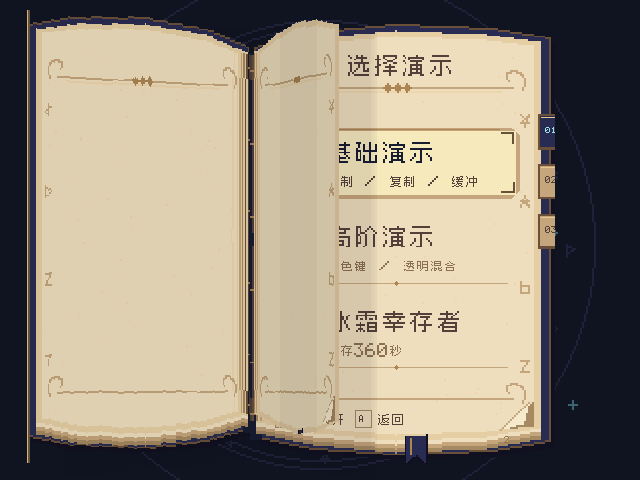 选择演示
01
基础演示
制 / 复制 / 缓冲
02
高阶演示
色键 / 透明混合
03
冰霜幸存者
存360秒
开 A 返回